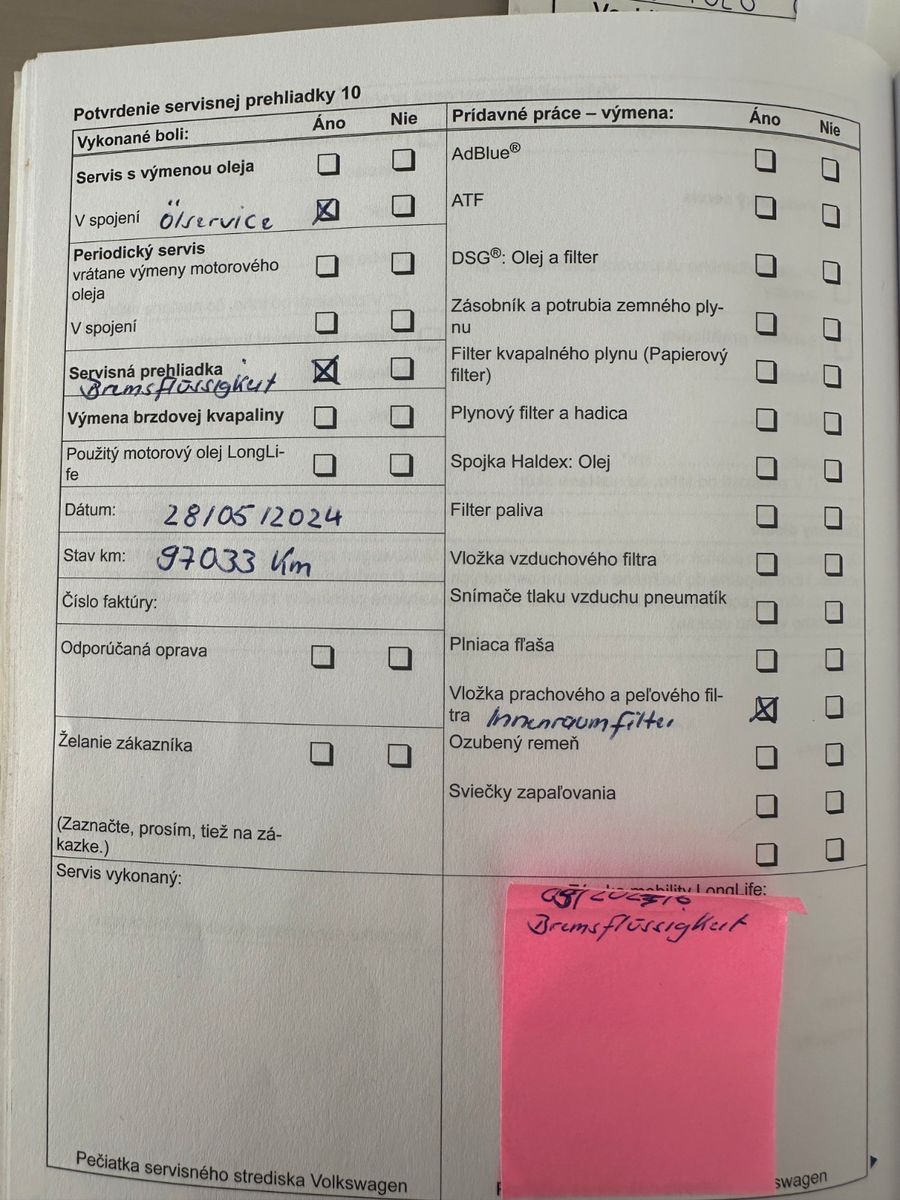 Potvrdenie servisnej prehliadky 10
Vykonané boli: Áno Nie
Servis s výmenou oleja
V spojení Ölservice
Periodický servis
vrátane výmeny motorového
oleja
V spojení
Servisná prehliadka
Bremsflüssigkeit
Výmena brzdovej kvapaliny
Použitý motorový olej LongLi-
fe
Dátum: 28/05/2024
Stav km: 97033 Km
Číslo faktúry:
Odporúčaná oprava
Želanie zákazníka
(Zaznačte, prosím, tiež na zá-
kazke.)
Servis vykonaný:
Pečiatka servisného strediska Volkswagen
Prídavné práce – výmena: Áno Nie
AdBlue®
ATF
DSG®: Olej a filter
Zásobník a potrubia zemného ply-
nu
Filter kvapalného plynu (Papierový
filter)
Plynový filter a hadica
Spojka Haldex: Olej
Filter paliva
Vložka vzduchového filtra
Snímače tlaku vzduchu pneumatík
Plniaca fľaša
Vložka prachového a peľového fil-
tra Innenraumfilter
Ozubený remeň
Sviečky zapaľovania
mobility LongLife:
Bremsflüssigkeit
swagen